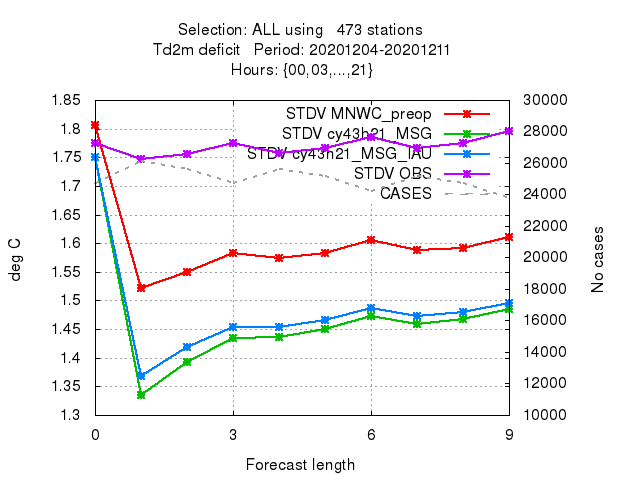 Selection: ALL using   473 stations
Td2m deficit   Period: 20201204-20201211
Hours: {00,03,...,21}
1.85
1.8
1.75
1.7
1.65
1.6
1.55
1.5
1.45
1.4
1.35
1.3
deg C
STDV MNWC_preop
STDV cy43h21_MSG
STDV cy43h21_MSG_IAU
STDV OBS
CASES
30000
28000
26000
24000
22000
20000
18000
16000
14000
12000
10000
No cases
0 3 6 9
Forecast length